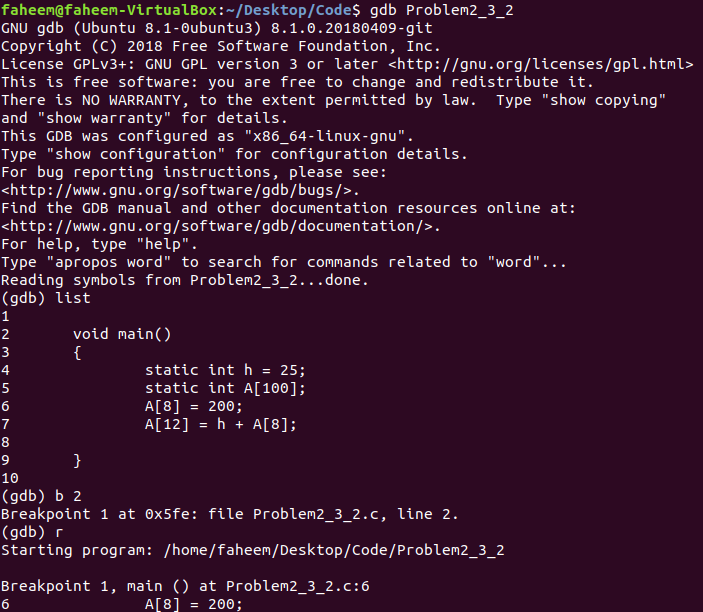 faheem@faheem-VirtualBox:~/Desktop/Code$ gdb Problem2_3_2
GNU gdb (Ubuntu 8.1-0ubuntu3) 8.1.0.20180409-git
Copyright (C) 2018 Free Software Foundation, Inc.
License GPLv3+: GNU GPL version 3 or later <http://gnu.org/licenses/gpl.html>
This is free software: you are free to change and redistribute it.
There is NO WARRANTY, to the extent permitted by law.  Type "show copying"
and "show warranty" for details.
This GDB was configured as "x86_64-linux-gnu".
Type "show configuration" for configuration details.
For bug reporting instructions, please see:
<http://www.gnu.org/software/gdb/bugs/>.
Find the GDB manual and other documentation resources online at:
<http://www.gnu.org/software/gdb/documentation/>.
For help, type "help".
Type "apropos word" to search for commands related to "word"...
Reading symbols from Problem2_3_2...done.
(gdb) list
1
2       void main()
3       {
4               static int h = 25;
5               static int A[100];
6               A[8] = 200;
7               A[12] = h + A[8];
8
9       }
10
(gdb) b 2
Breakpoint 1 at 0x5fe: file Problem2_3_2.c, line 2.
(gdb) r
Starting program: /home/faheem/Desktop/Code/Problem2_3_2

Breakpoint 1, main () at Problem2_3_2.c:6
6               A[8] = 200;